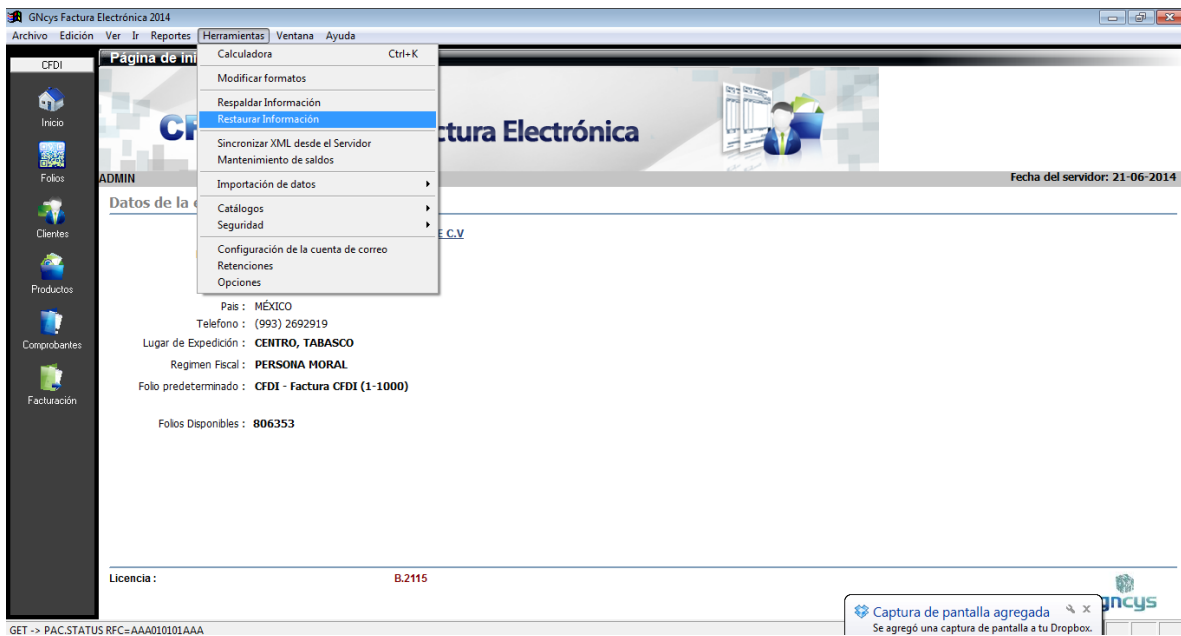 GNcys Factura Electrónica 2014
Archivo Edición Ver Ir Reportes Herramientas Ventana Ayuda
CFDI
Inicio
Folios
Clientes
Productos
Comprobantes
Facturación
Página de ini
Calculadora Ctrl+K
Modificar formatos
Respaldar Información
Restaurar Información
Sincronizar XML desde el Servidor
Mantenimiento de saldos
Importación de datos
Catálogos
Seguridad
Configuración de la cuenta de correo
Retenciones
Opciones
CF ctura Electrónica
ADMIN Fecha del servidor: 21-06-2014
Datos de la e
E C.V
Pais : MÉXICO
Telefono : (993) 2692919
Lugar de Expedición : CENTRO, TABASCO
Regimen Fiscal : PERSONA MORAL
Folio predeterminado : CFDI - Factura CFDI (1-1000)
Folios Disponibles : 806353
Licencia : B.2115
gncys
Captura de pantalla agregada
Se agregó una captura de pantalla a tu Dropbox.
GET -> PAC.STATUS RFC=AAA010101AAA